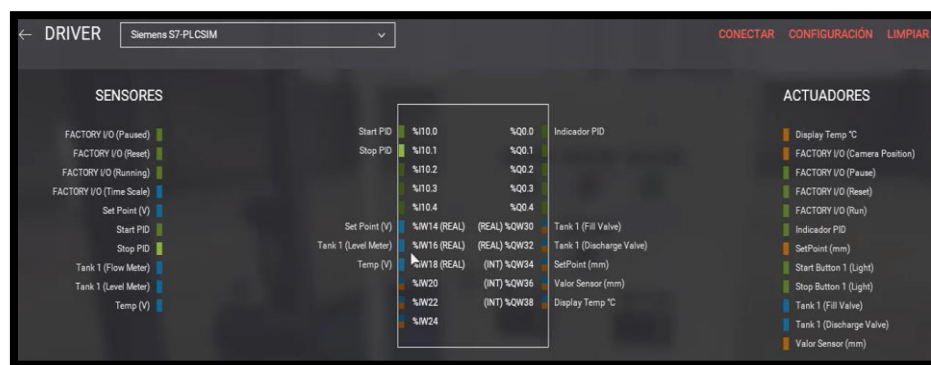 ← DRIVER Siemens S7-PLCSIM CONECTAR CONFIGURACIÓN LIMPIAR
SENSORES
FACTORY I/O (Paused)
FACTORY I/O (Reset)
FACTORY I/O (Running)
FACTORY I/O (Time Scale)
Set Point (V)
Start PID
Stop PID
Tank 1 (Flow Meter)
Tank 1 (Level Meter)
Temp (V)
Start PID %I10.0 %Q0.0 Indicador PID
Stop PID %I10.1 %Q0.1
%I10.2 %Q0.2
%I10.3 %Q0.3
%I10.4 %Q0.4
Set Point (V) %IW14 (REAL) (REAL) %QW30 Tank 1 (Fill Valve)
Tank 1 (Level Meter) %IW16 (REAL) (REAL) %QW32 Tank 1 (Discharge Valve)
Temp (V) %IW18 (REAL) (INT) %QW34 SetPoint (mm)
%IW20 (INT) %QW36 Valor Sensor (mm)
%IW22 (INT) %QW38 Display Temp °C
%IW24
ACTUADORES
Display Temp °C
FACTORY I/O (Camera Position)
FACTORY I/O (Pause)
FACTORY I/O (Reset)
FACTORY I/O (Run)
Indicador PID
SetPoint (mm)
Start Button 1 (Light)
Stop Button 1 (Light)
Tank 1 (Fill Valve)
Tank 1 (Discharge Valve)
Valor Sensor (mm)